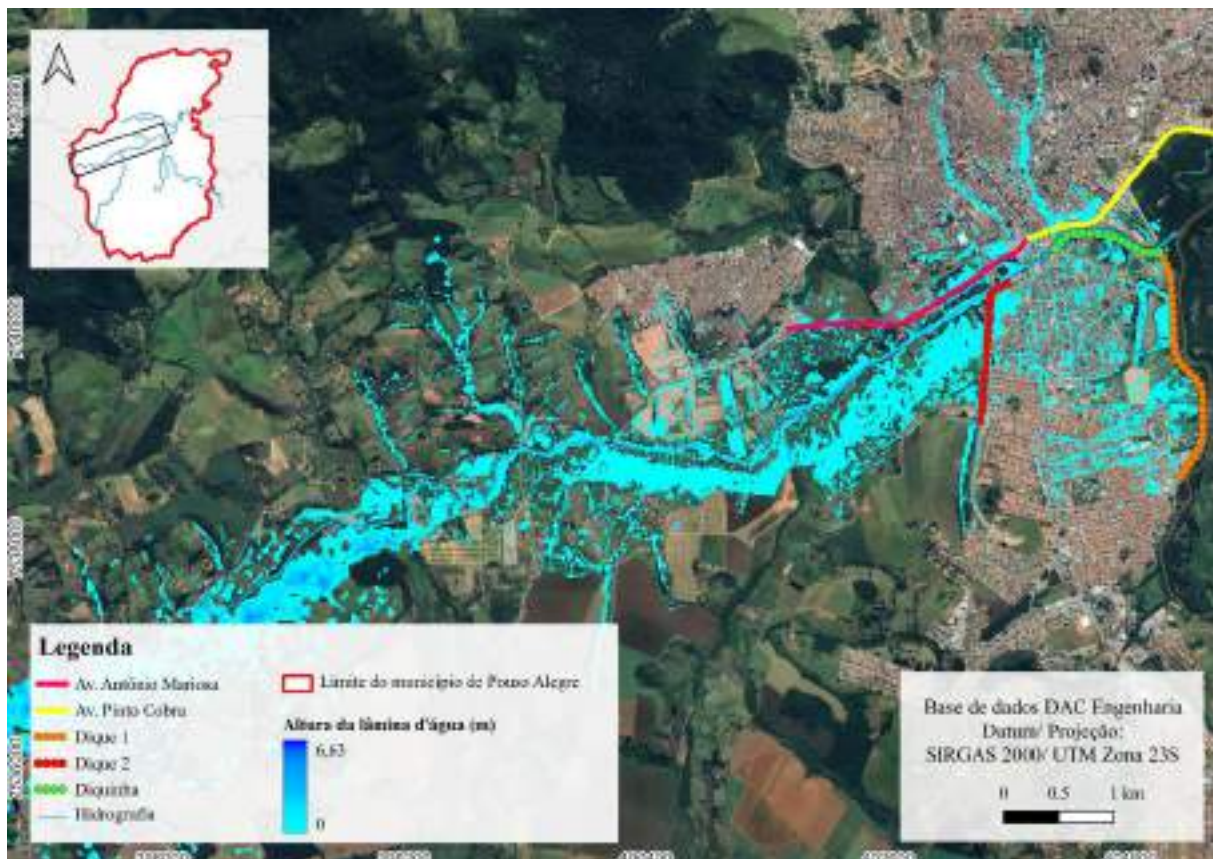 Legenda
Av. Antônio Mariosa
Av. Pinto Cobra
Dique 1
Dique 2
Diquinha
Hidrografia
Limite do município de Pouso Alegre
Altura da lâmina d'água (m)
6,63
0
Base de dados DAC Engenharia
Datum/ Projeção:
SIRGAS 2000/ UTM Zona 23S
0 0.5 1 km